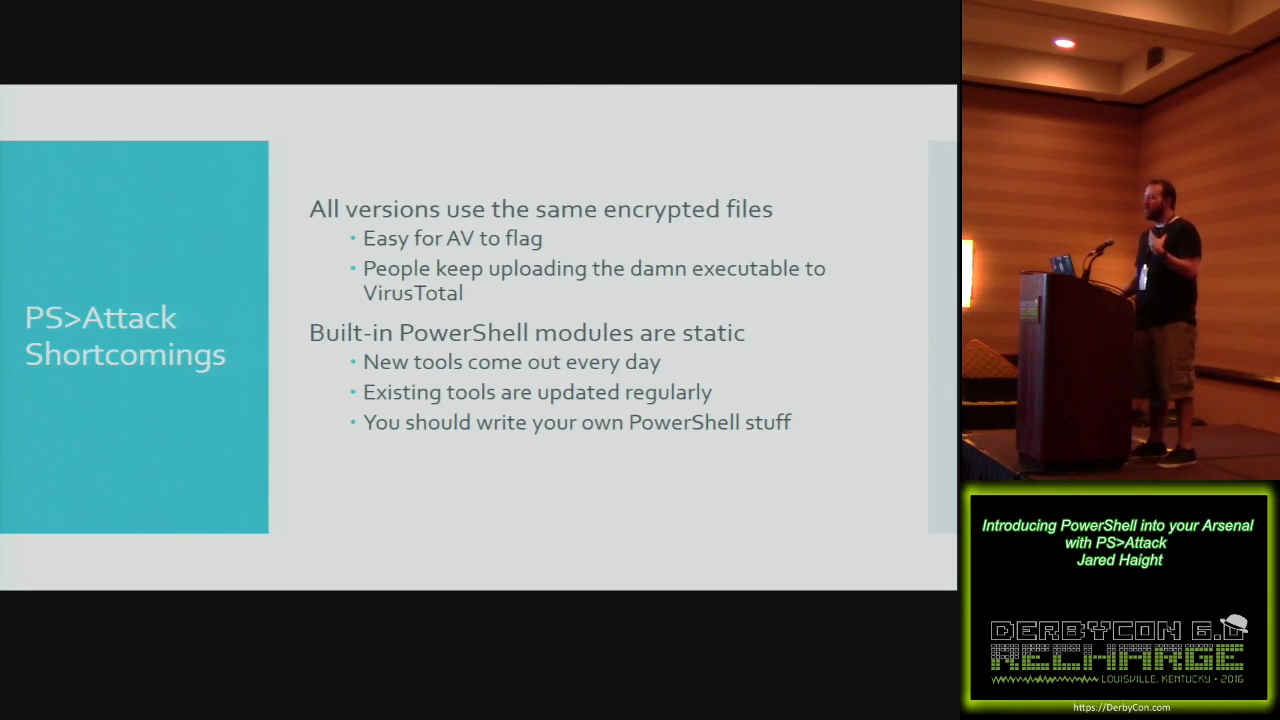 PS>Attack
Shortcomings
All versions use the same encrypted files
• Easy for AV to flag
• People keep uploading the damn executable to
VirusTotal
Built-in PowerShell modules are static
• New tools come out every day
• Existing tools are updated regularly
• You should write your own PowerShell stuff
Introducing PowerShell into your Arsenal
with PS>Attack
Jared Haight
DERBYCON 6.0
RECHARGE
LOUISVILLE, KENTUCKY • 2016
https://DerbyCon.com